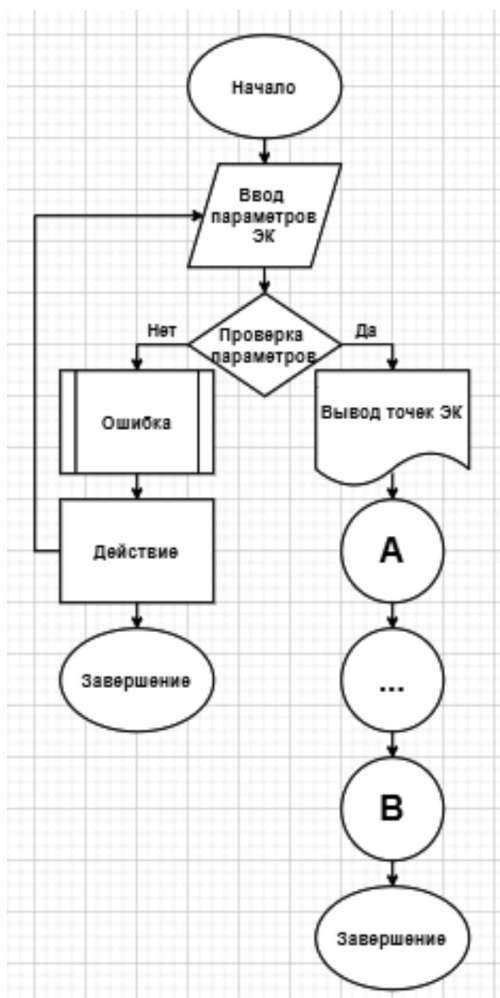 Начало
Ввод
параметров
ЭК
Нет
Проверка
параметров
Да
Ошибка
Вывод точек ЭК
Действие
A
Завершение
...
B
Завершение